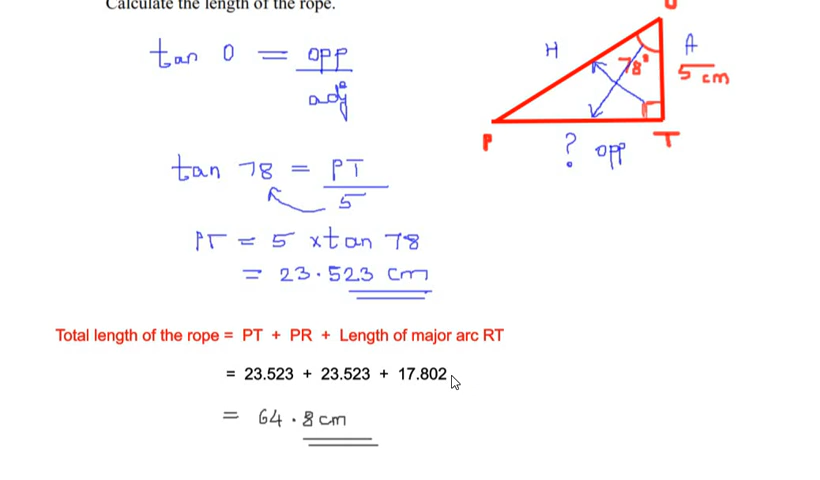 Calculate the length of the rope.
tan 0 = opp
adj
H
78°
A
5 cm
P
T
? opp
tan 78 = PT
5
PT = 5 x tan 78
= 23.523 cm
Total length of the rope = PT + PR + Length of major arc RT
= 23.523 + 23.523 + 17.802
= 64.8 cm